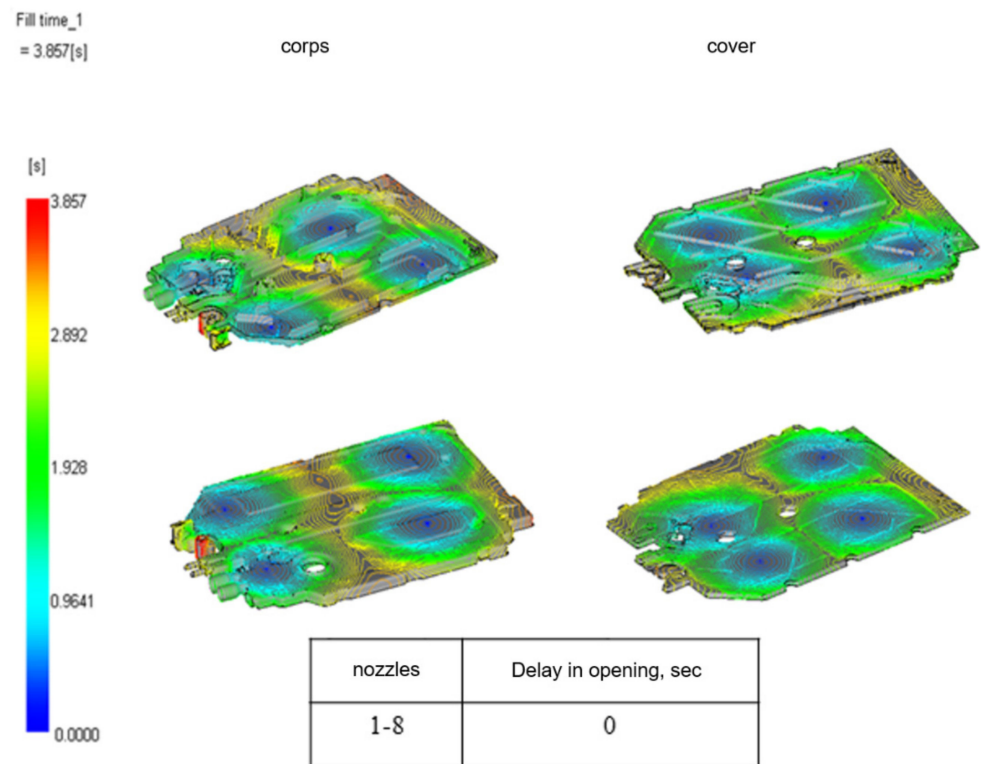 Fill time_1
= 3.857[s]
corps
cover
[s]
3.857
2.892
1.928
0.9641
0.0000
nozzles Delay in opening, sec
1-8 0